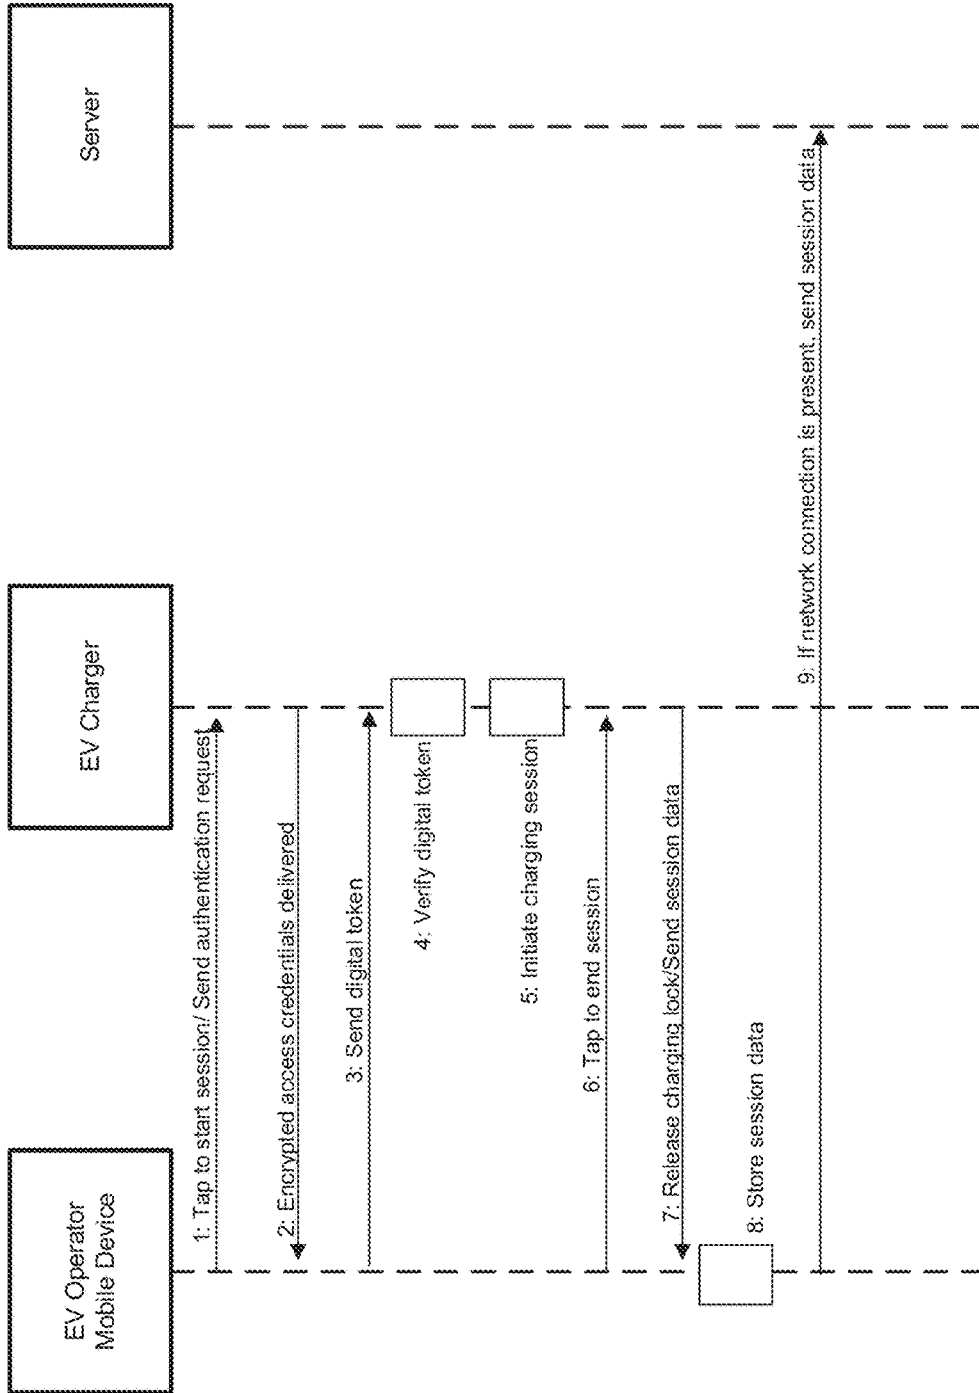 EV Operator
Mobile Device
EV Charger
Server
1: Tap to start session/ Send authentication request
2: Encrypted access credentials delivered
3: Send digital token
4: Verify digital token
5: Initiate charging session
6: Tap to end session
7: Release charging lock/Send session data
8: Store session data
9: If network connection is present, send session data